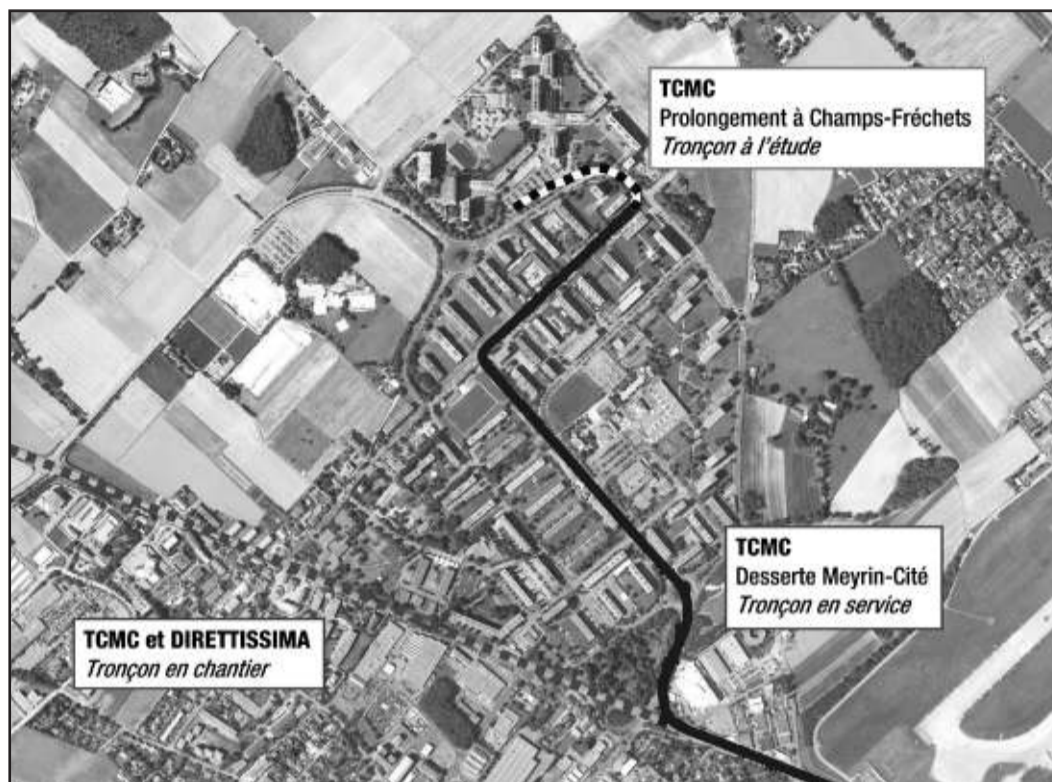 TCMC
Prolongement à Champs-Fréchets
Tronçon à l'étude
TCMC
Desserte Meyrin-Cité
Tronçon en service
TCMC et DIRETTISSIMA
Tronçon en chantier